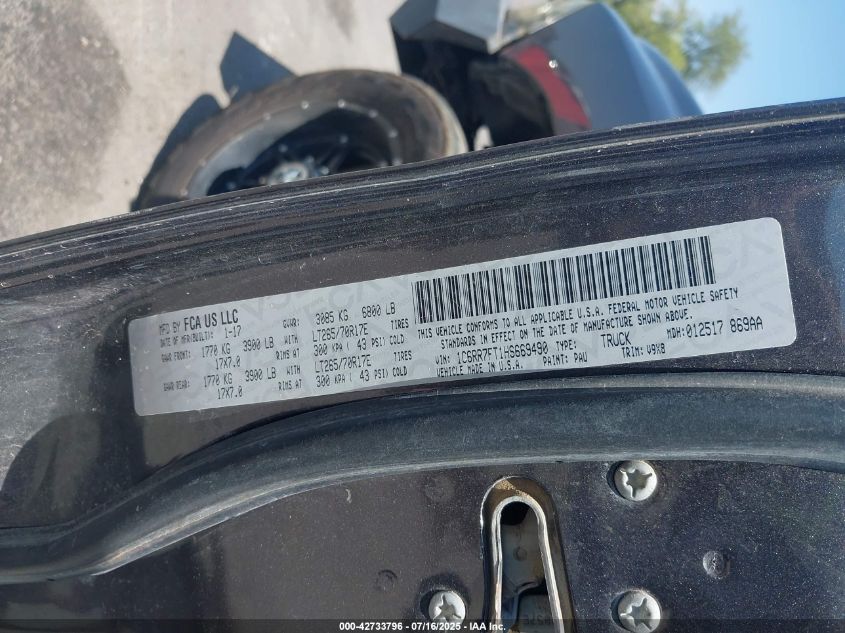 MFD BY FCA US LLC
DATE OF MFR(BUILT): 1-17 GVWR: 3085 KG 6800 LB
GAWR FRONT: 1770 KG 3900 LB WITH LT265/70R17E TIRES
17X7.0 RIMS AT 300 KPA ( 43 PSI) COLD
GAWR REAR: 1770 KG 3900 LB WITH LT265/70R17E TIRES
17X7.0 RIMS AT 300 KPA ( 43 PSI) COLD
THIS VEHICLE CONFORMS TO ALL APPLICABLE U.S.A. FEDERAL MOTOR VEHICLE SAFETY
STANDARDS IN EFFECT ON THE DATE OF MANUFACTURE SHOWN ABOVE.
VIN: 1C6RR7FT1HS669490 TYPE: TRUCK MDH: 012517 869AA
VEHICLE MADE IN U.S.A. PAINT: PAU TRIM: V9X8
000-42733796 - 07/16/2025 - IAA Inc.